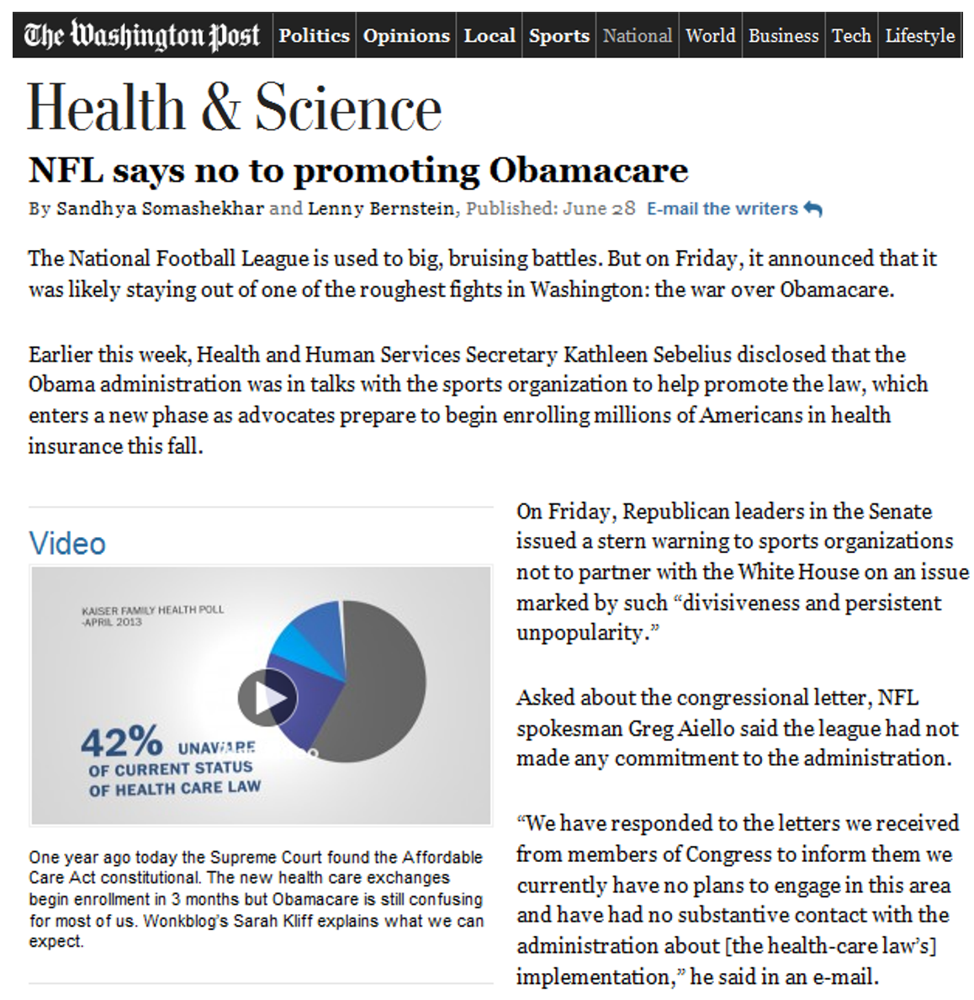 The Washington Post Politics Opinions Local Sports National World Business Tech Lifestyle
Health & Science
NFL says no to promoting Obamacare
By Sandhya Somashekhar and Lenny Bernstein, Published: June 28 E-mail the writers
The National Football League is used to big, bruising battles. But on Friday, it announced that it
was likely staying out of one of the roughest fights in Washington: the war over Obamacare.
Earlier this week, Health and Human Services Secretary Kathleen Sebelius disclosed that the
Obama administration was in talks with the sports organization to help promote the law, which
enters a new phase as advocates prepare to begin enrolling millions of Americans in health
insurance this fall.
Video
KAISER FAMILY HEALTH POLL
-APRIL 2013
42% UNAWARE
OF CURRENT STATUS
OF HEALTH CARE LAW
One year ago today the Supreme Court found the Affordable
Care Act constitutional. The new health care exchanges
begin enrollment in 3 months but Obamacare is still confusing
for most of us. Wonkblog's Sarah Kliff explains what we can
expect.
On Friday, Republican leaders in the Senate
issued a stern warning to sports organizations
not to partner with the White House on an issue
marked by such “divisiveness and persistent
unpopularity.”
Asked about the congressional letter, NFL
spokesman Greg Aiello said the league had not
made any commitment to the administration.
“We have responded to the letters we received
from members of Congress to inform them we
currently have no plans to engage in this area
and have had no substantive contact with the
administration about [the health-care law’s]
implementation,” he said in an e-mail.